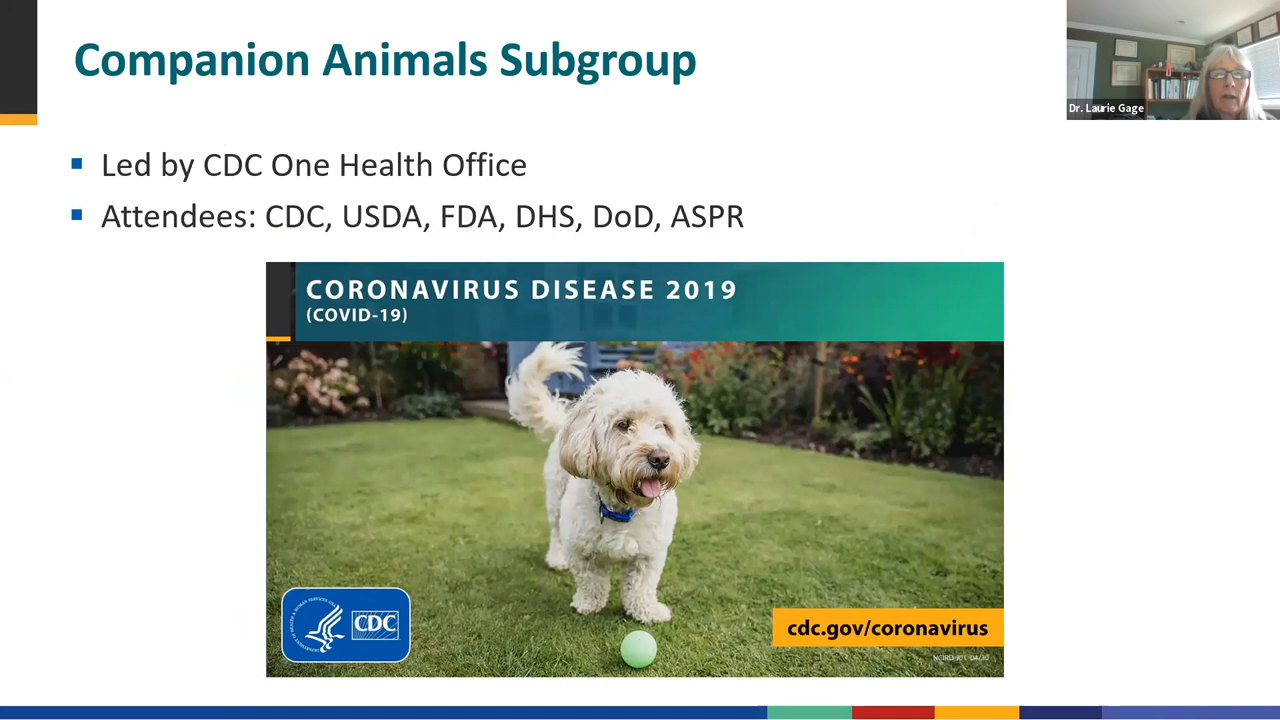 Companion Animals Subgroup
Dr. Laurie Gage
Led by CDC One Health Office
Attendees: CDC, USDA, FDA, DHS, DoD, ASPR
CORONAVIRUS DISEASE 2019
(COVID-19)
CDC
cdc.gov/coronavirus